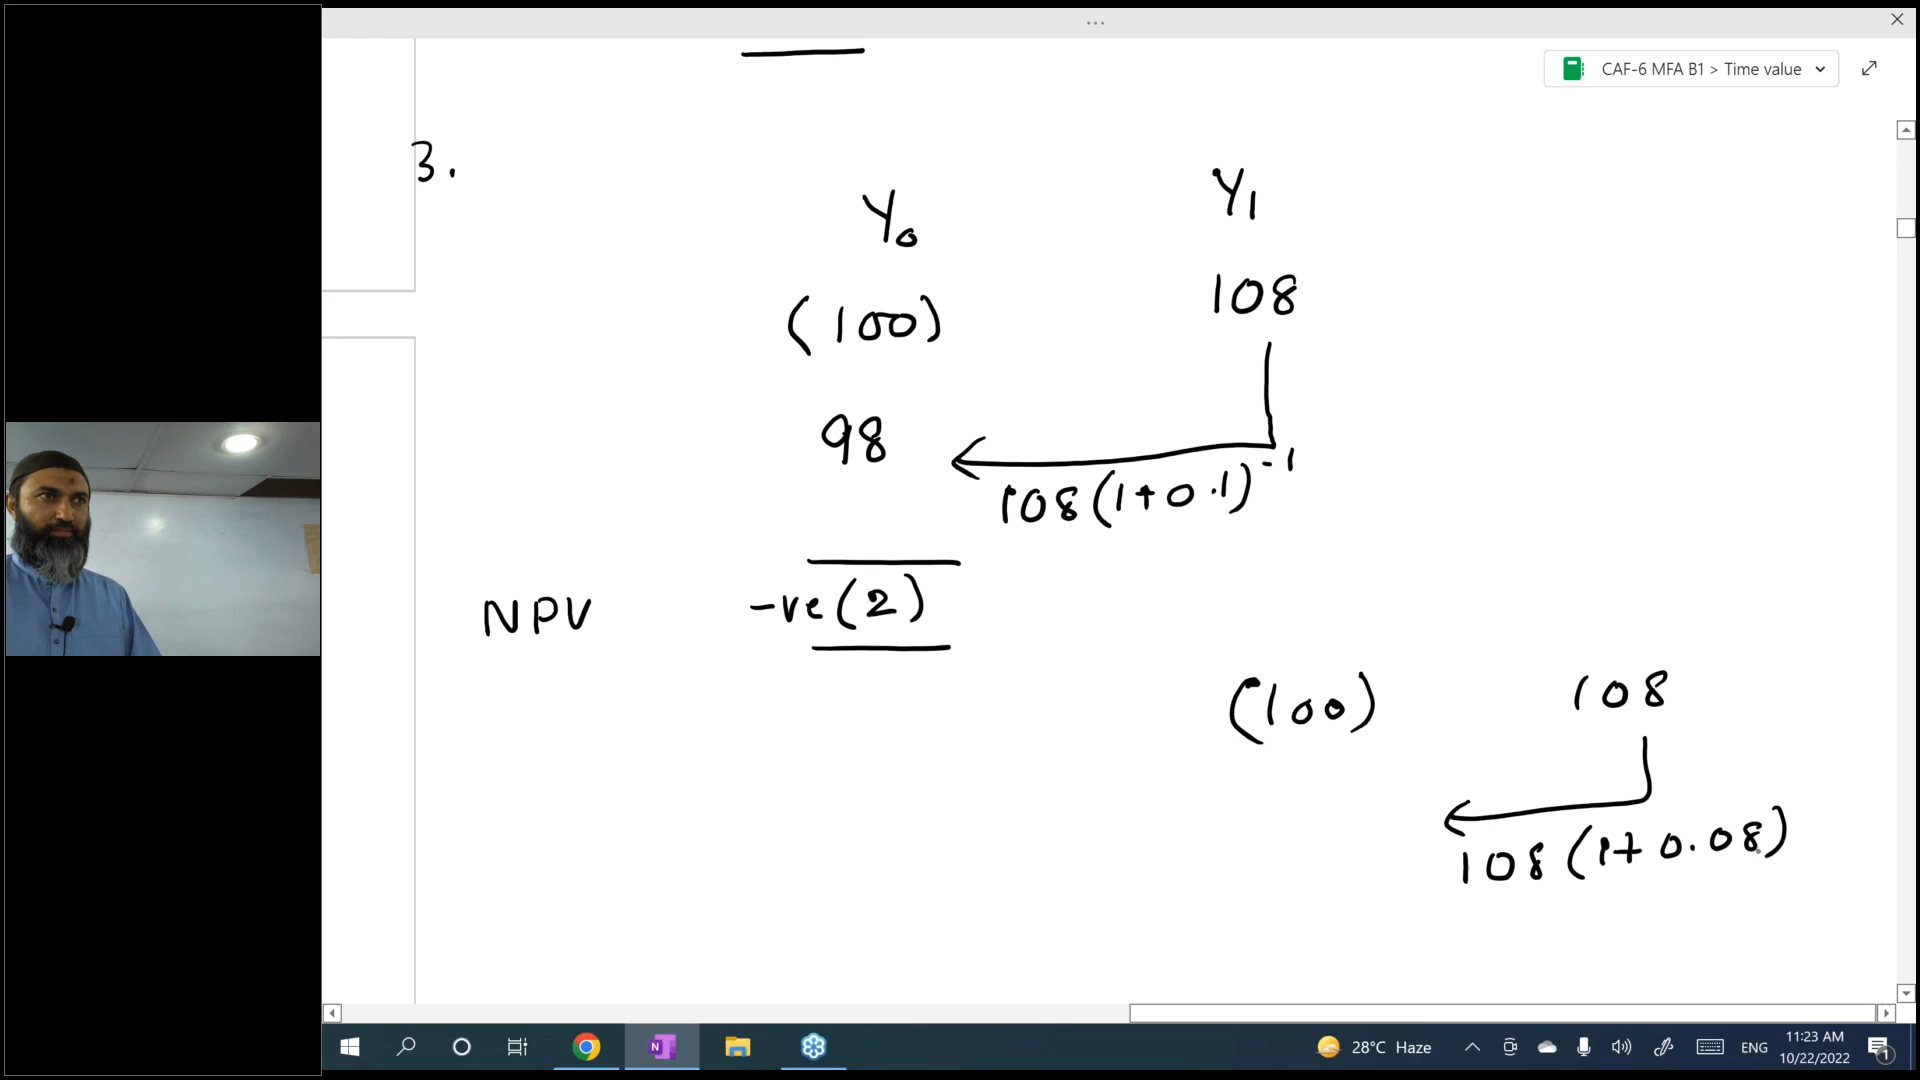 CAF-6 MFA B1 > Time value
3.
Y0 Y1
(100) 108
98
108(1+0.1)-1
NPV -ve(2)
(100) 108
108(1+0.08)
28°C Haze
ENG
11:23 AM
10/22/2022
1